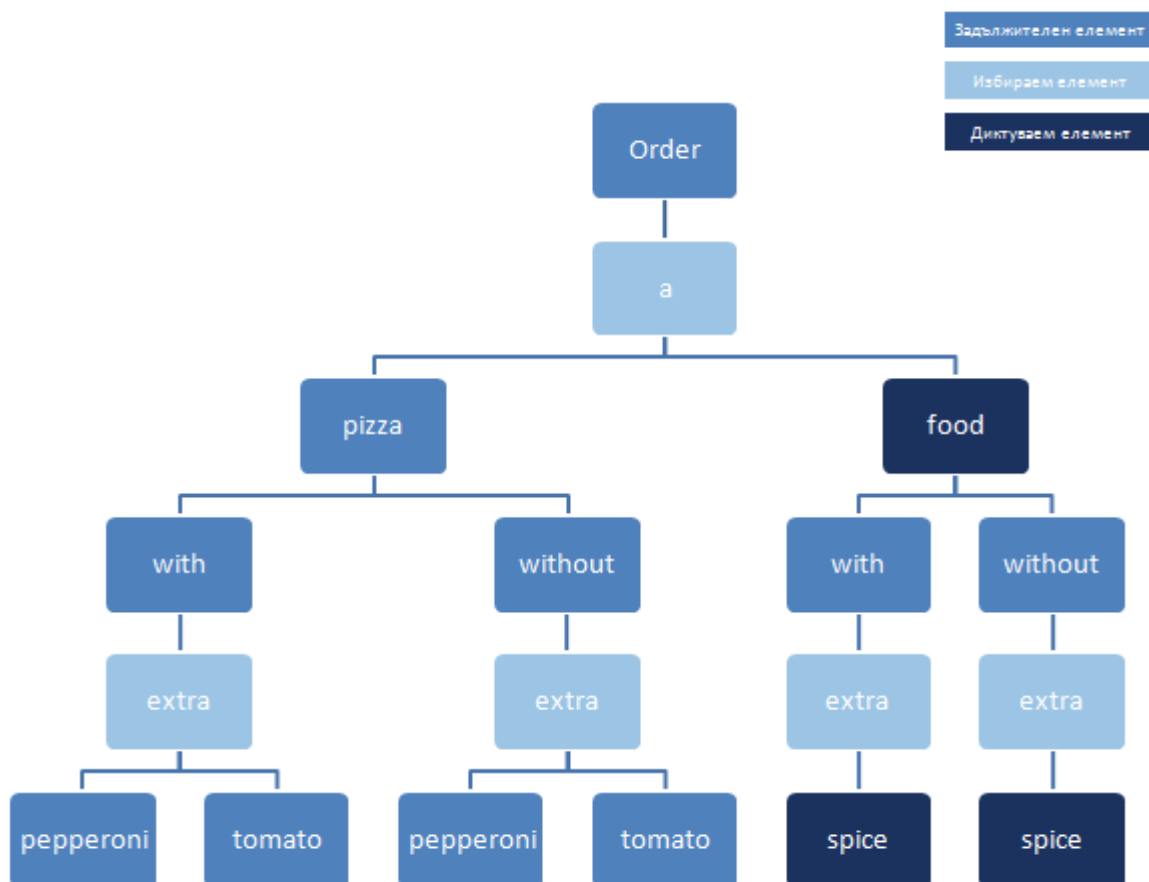 Задължителен елемент
Избираем елемент
Диктуваем елемент
Order
a
pizza
food
with
without
with
without
extra
extra
extra
extra
pepperoni
tomato
pepperoni
tomato
spice
spice